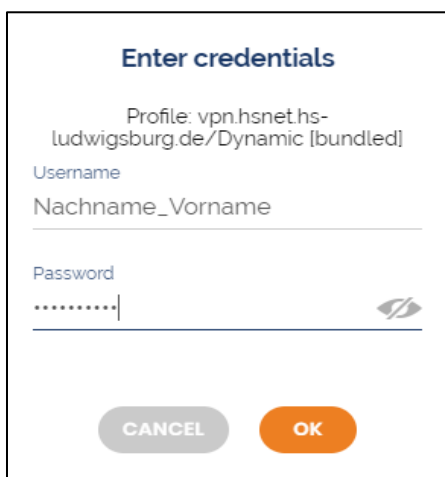 Enter credentials
Profile: vpn.hsnet.hs-
ludwigsburg.de/Dynamic [bundled]
Username
Nachname_Vorname
Password
••••••••••
CANCEL
OK